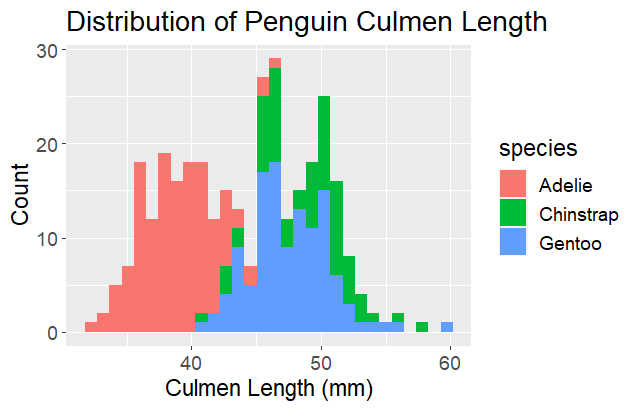 Distribution of Penguin Culmen Length
30
20
10
0
Count
40 50 60
Culmen Length (mm)
species
Adelie
Chinstrap
Gentoo